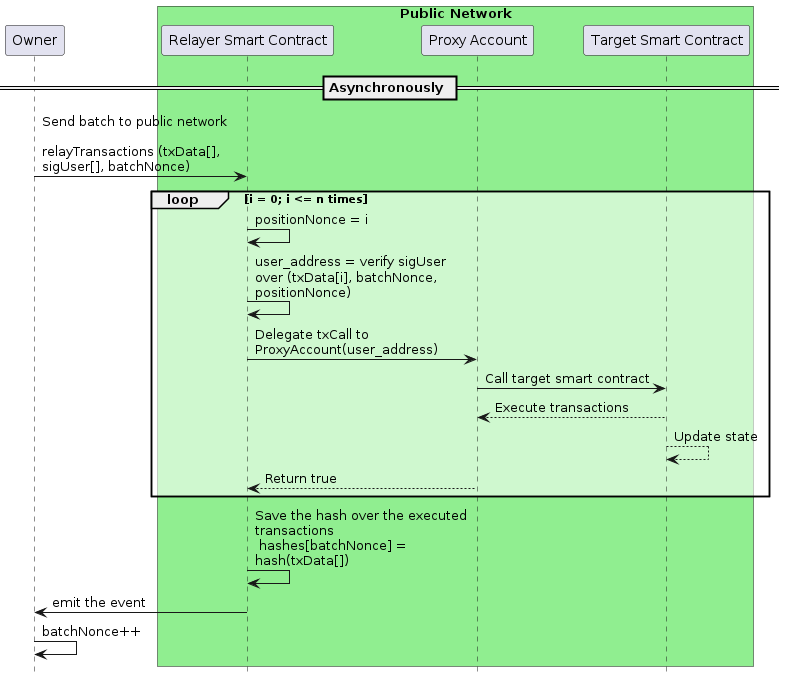 Public Network
Owner
Relayer Smart Contract
Proxy Account
Target Smart Contract
Asynchronously
Send batch to public network
relayTransactions (txData[],
sigUser[], batchNonce)
loop
[i = 0; i <= n times]
positionNonce = i
user_address = verify sigUser
over (txData[i], batchNonce,
positionNonce)
Delegate txCall to
ProxyAccount(user_address)
Call target smart contract
Execute transactions
Update state
Return true
Save the hash over the executed
transactions
hashes[batchNonce] =
hash(txData[])
emit the event
batchNonce++